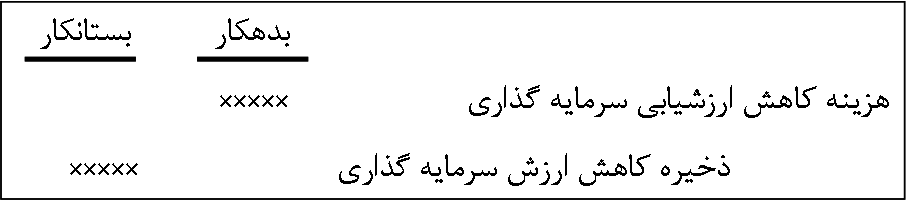 بدهکار بستانکار
هزینه کاهش ارزشیابی سرمایه گذاری ×××××
ذخیره کاهش ارزش سرمایه گذاری ×××××